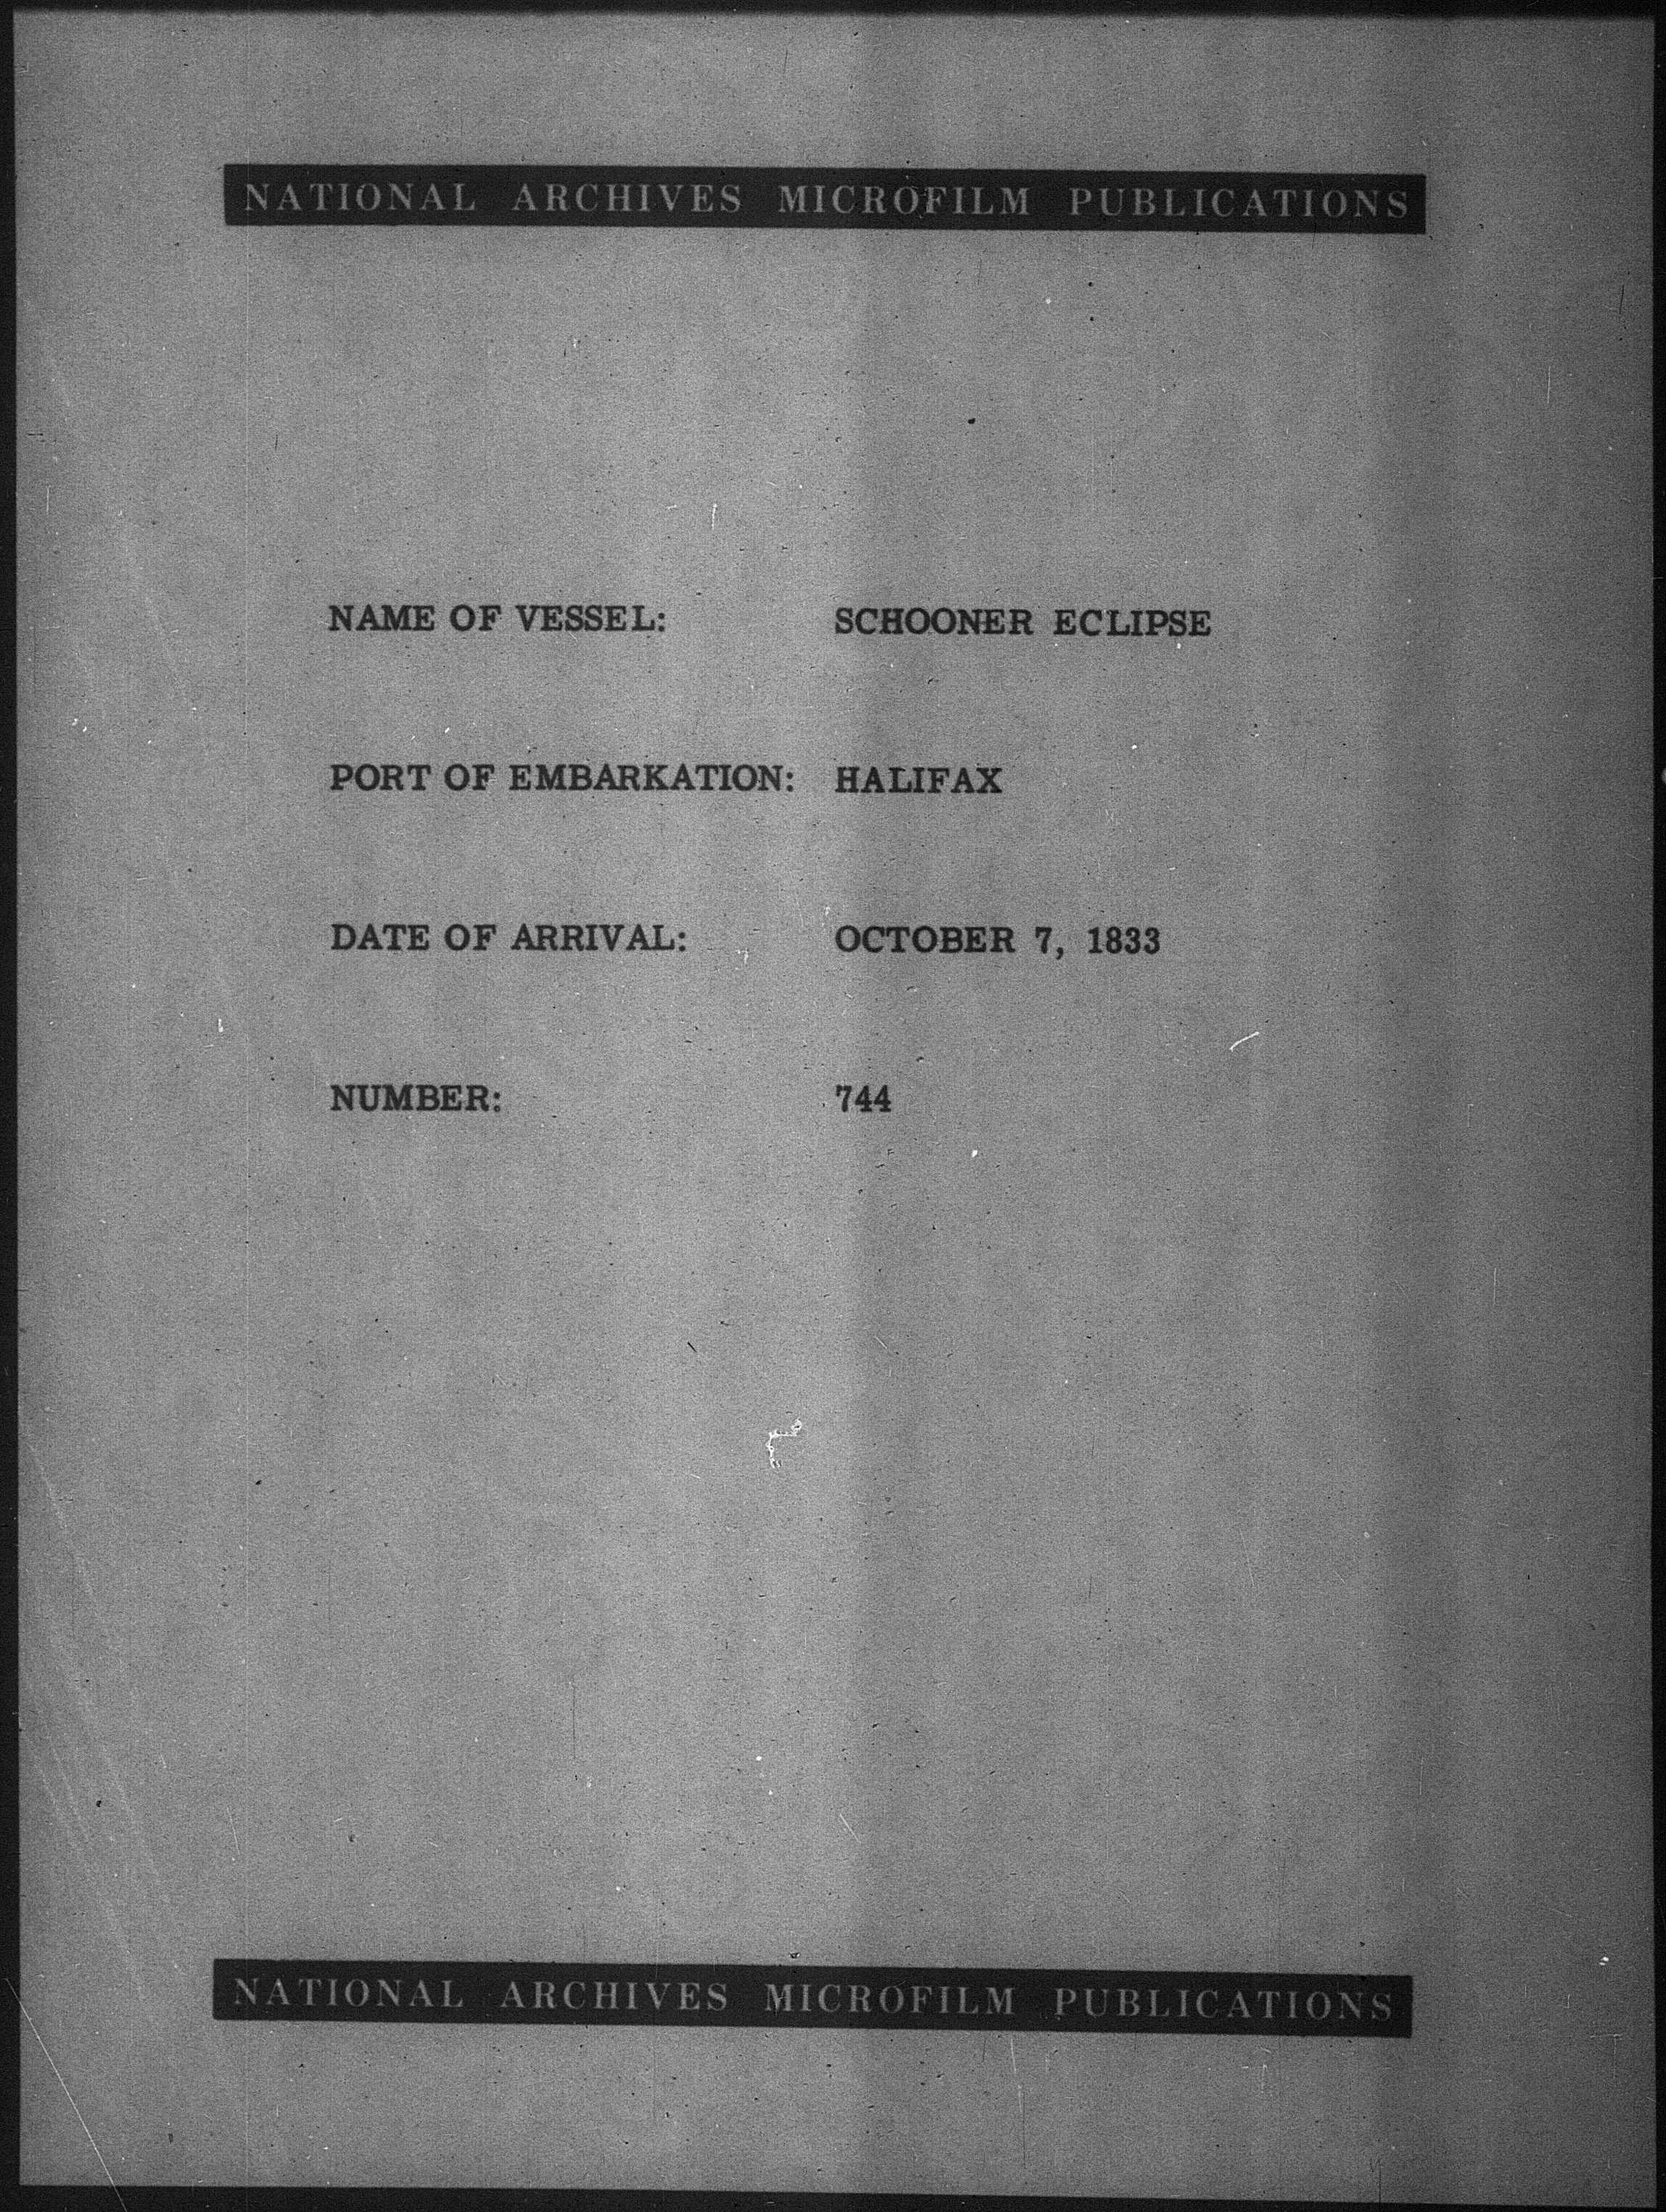 NATIONAL ARCHIVES MICROFILM PUBLICATIONS
NAME OF VESSEL: SCHOONER ECLIPSE
PORT OF EMBARKATION: HALIFAX
DATE OF ARRIVAL: OCTOBER 7, 1833
NUMBER: 744
NATIONAL ARCHIVES MICROFILM PUBLICATIONS